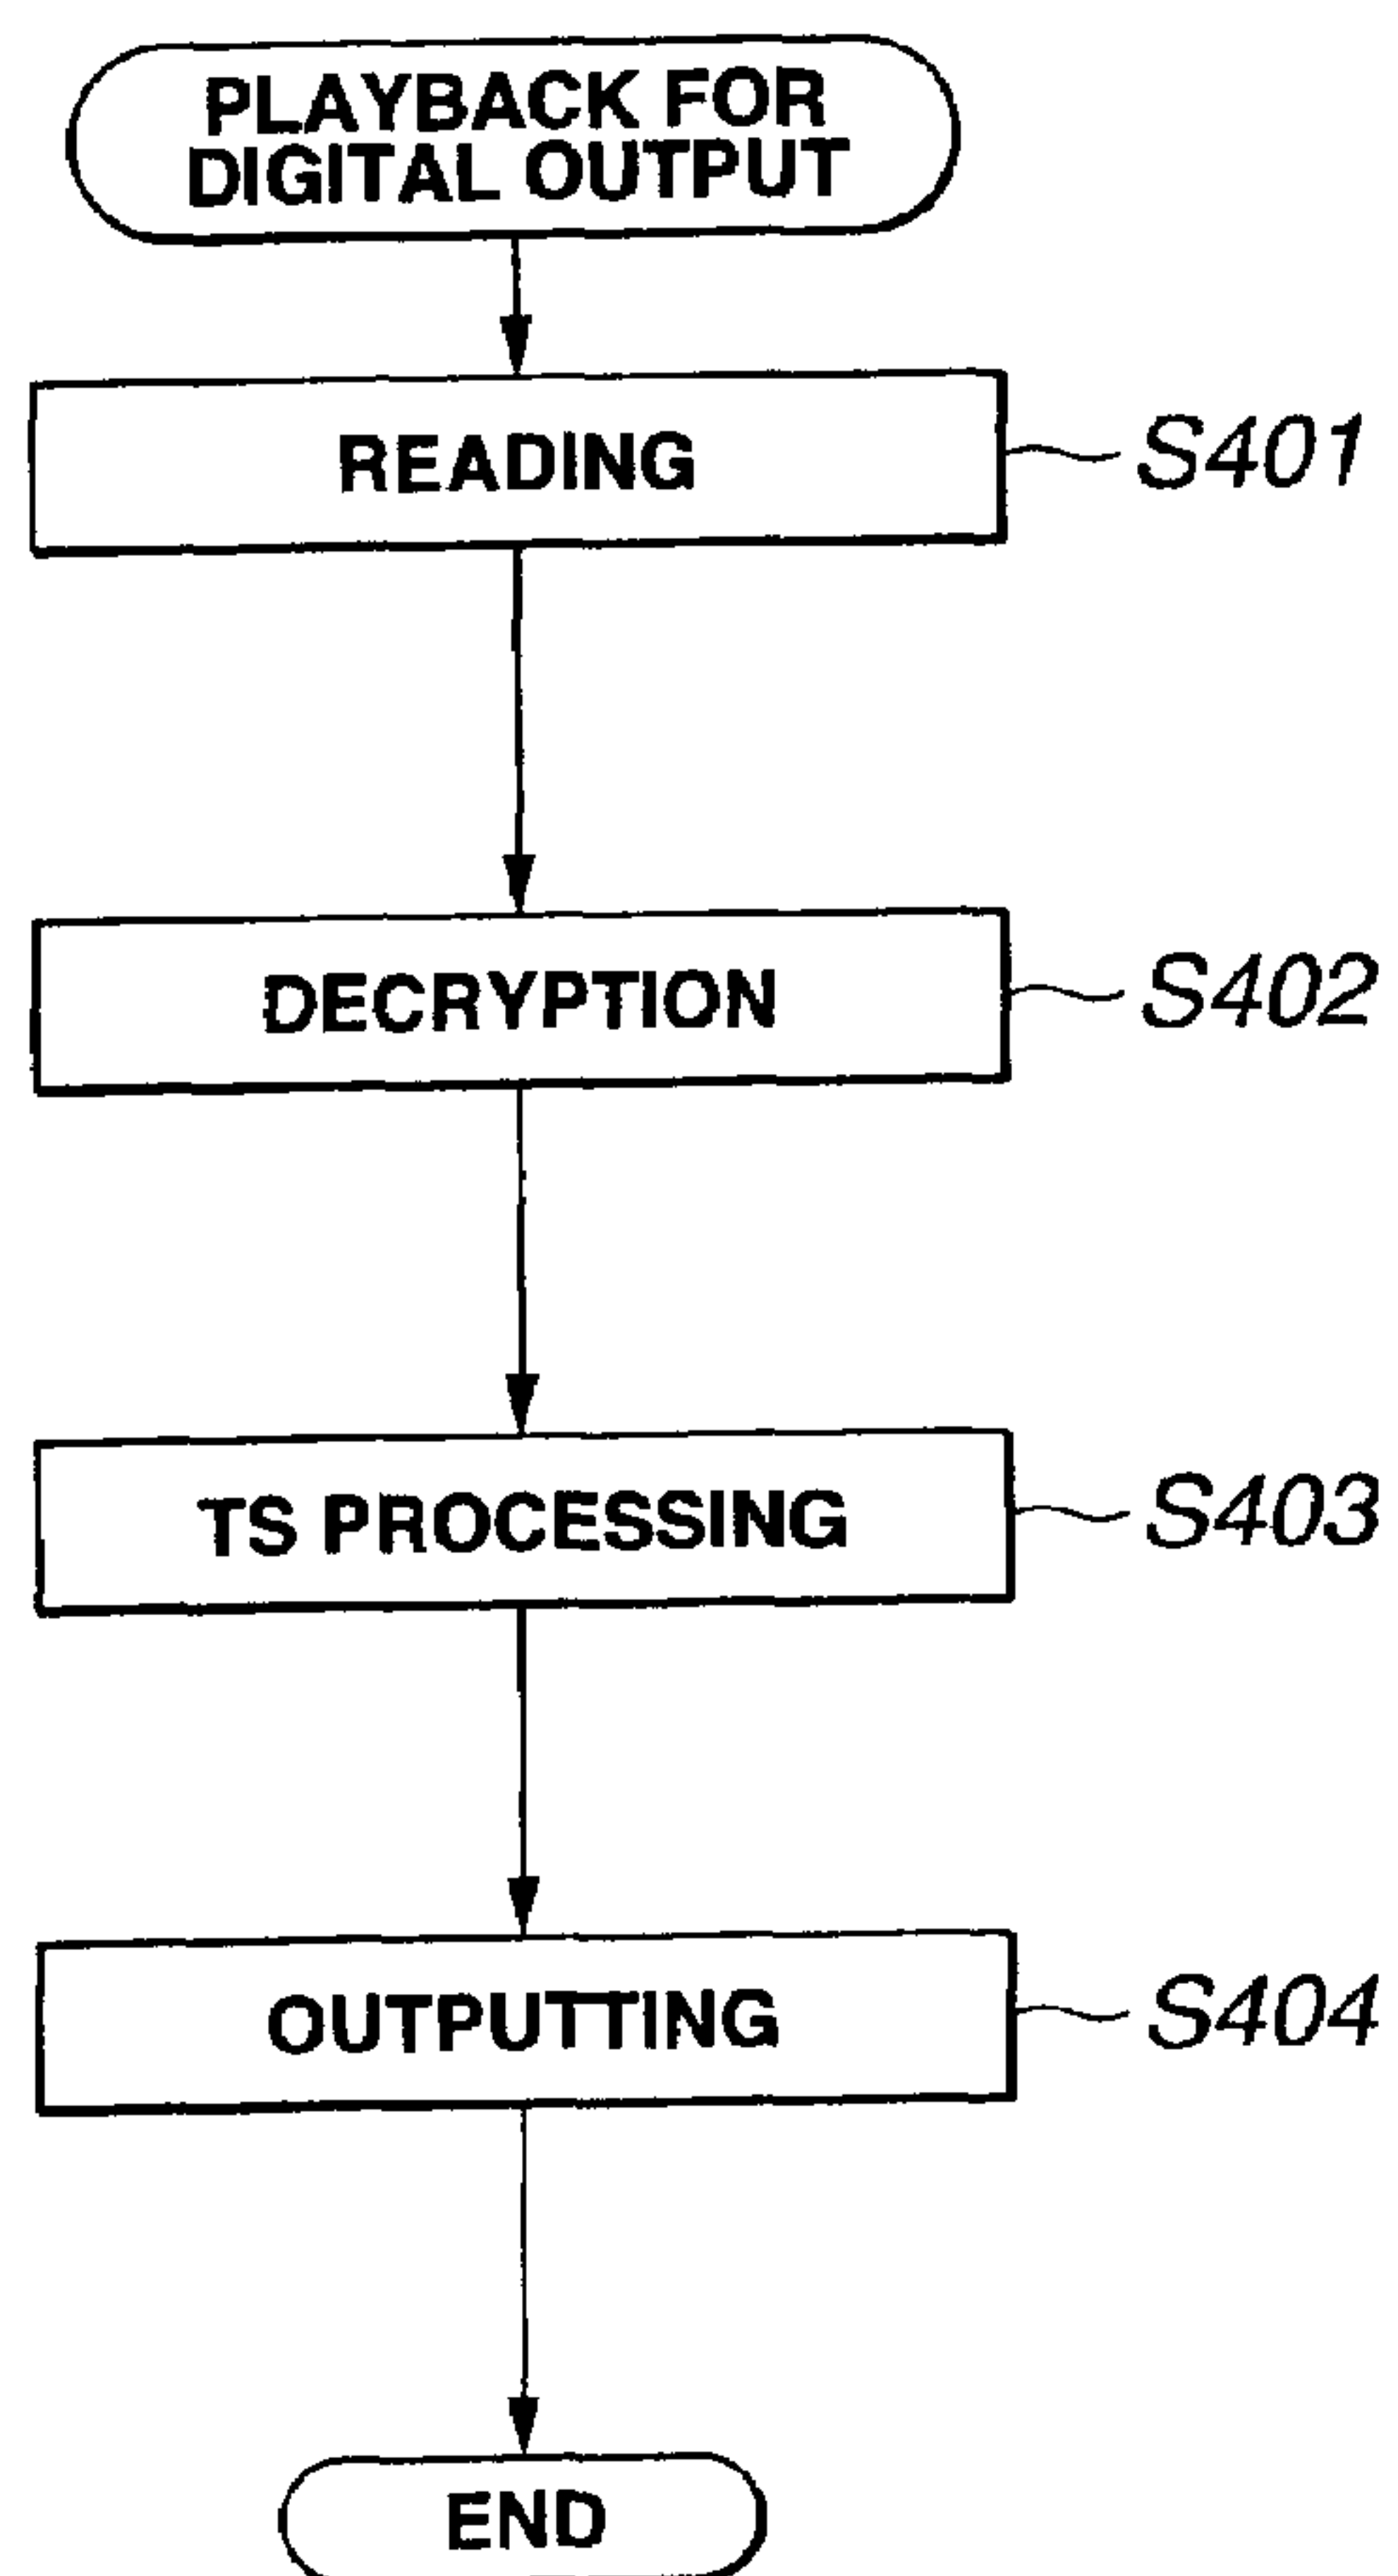 PLAYBACK FOR
DIGITAL OUTPUT
READING
S401
DECRYPTION
S402
TS PROCESSING
S403
OUTPUTTING
S404
END